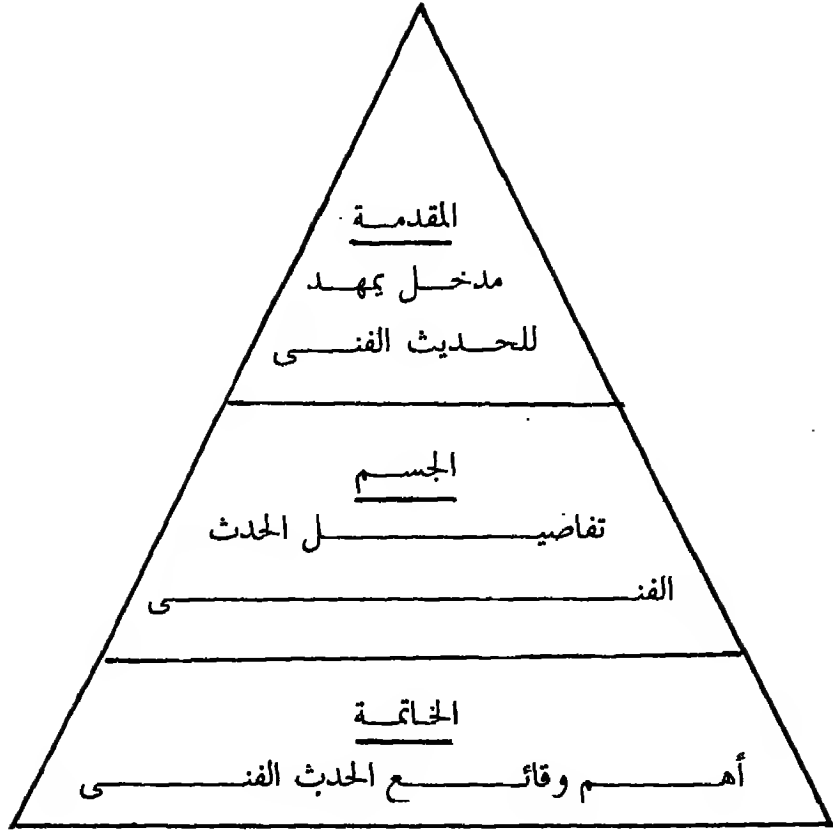 المقدمة
مدخل يمهد
للحديث الفنى
الجسم
تفاصيل الحدث
الفنى
الخاتمة
أهم وقائع الحدث الفنى